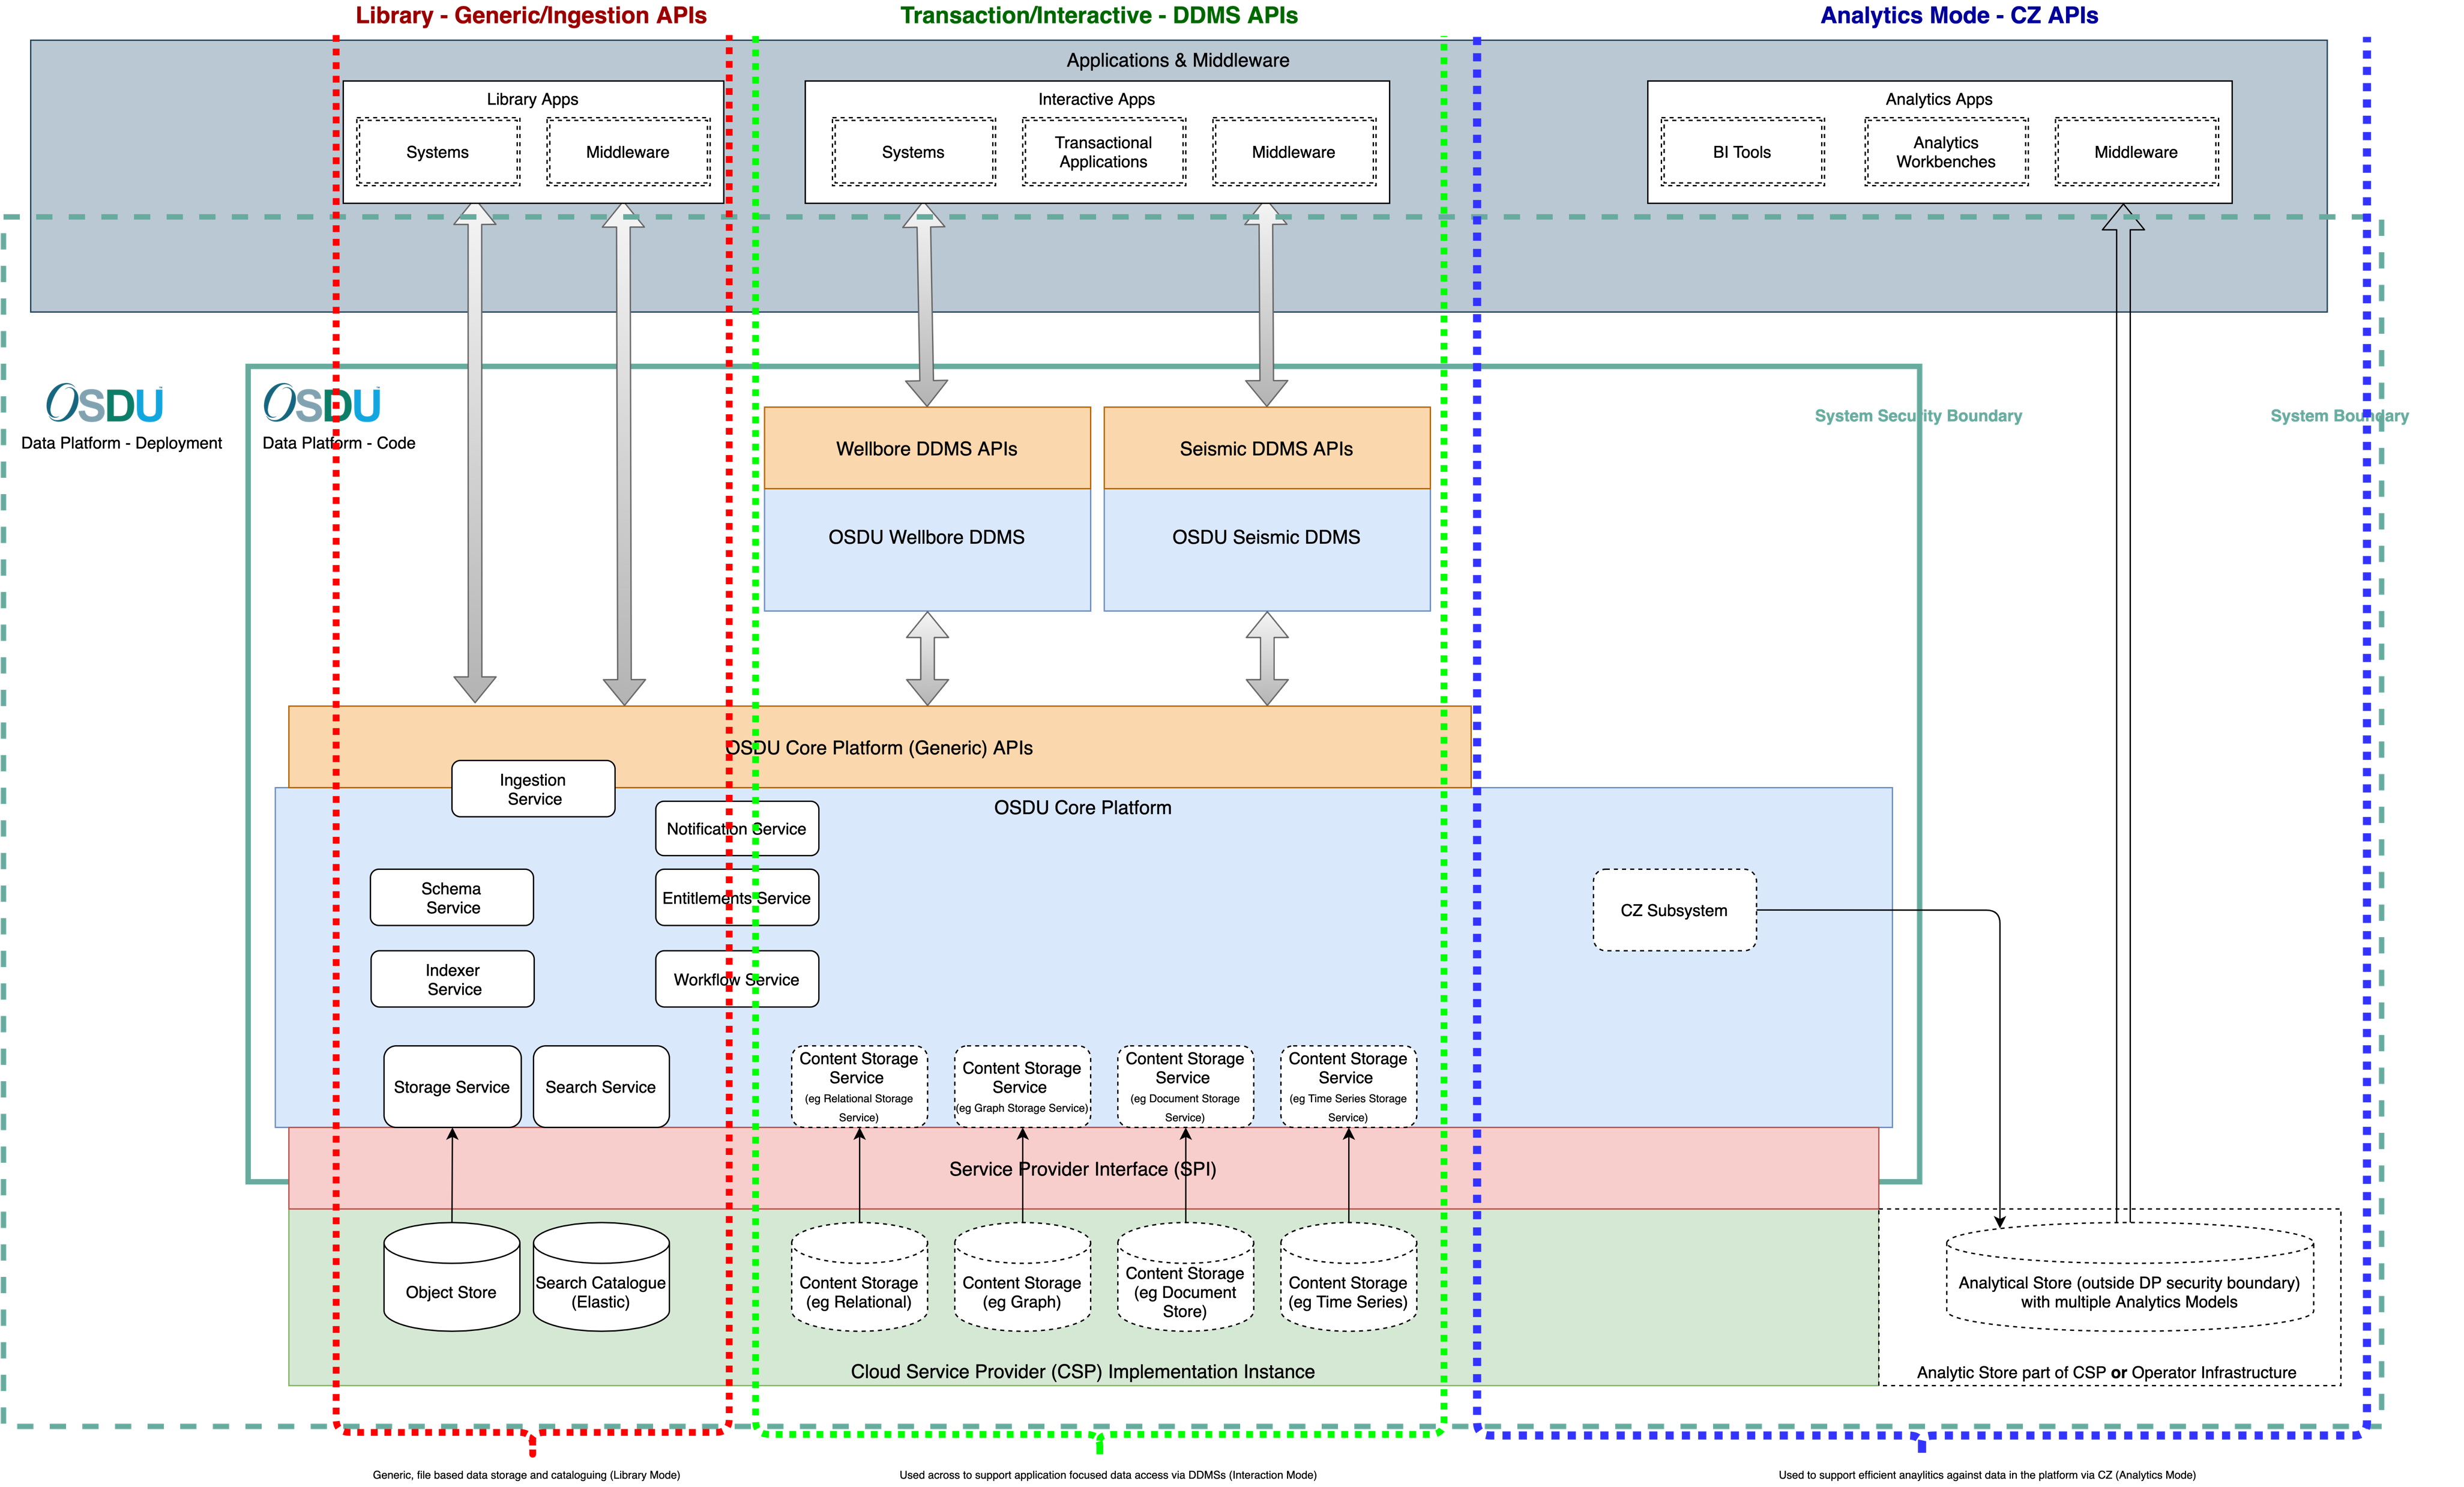 Library - Generic/Ingestion APIs
Transaction/Interactive - DDMS APIs
Analytics Mode - CZ APIs
Applications & Middleware
Library Apps
Systems
Middleware
Interactive Apps
Systems
Transactional
Applications
Middleware
Analytics Apps
BI Tools
Analytics
Workbenches
Middleware
OSDU
Data Platform - Deployment
OSDU
Data Platform - Code
System Security Boundary
System Boundary
Wellbore DDMS APIs
Seismic DDMS APIs
OSDU Wellbore DDMS
OSDU Seismic DDMS
OSDU Core Platform (Generic) APIs
Ingestion
Service
OSDU Core Platform
Notification Service
Schema
Service
Entitlements Service
CZ Subsystem
Indexer
Service
Workflow Service
Storage Service
Search Service
Content Storage
Service
(eg Relational Storage
Service)
Content Storage
Service
(eg Graph Storage Service)
Content Storage
Service
(eg Document Storage
Service)
Content Storage
Service
(eg Time Series Storage
Service)
Service Provider Interface (SPI)
Object Store
Search Catalogue
(Elastic)
Content Storage
(eg Relational)
Content Storage
(eg Graph)
Content Storage
(eg Document
Store)
Content Storage
(eg Time Series)
Analytical Store (outside DP security boundary)
with multiple Analytics Models
Cloud Service Provider (CSP) Implementation Instance
Analytic Store part of CSP or Operator Infrastructure
Generic, file based data storage and cataloguing (Library Mode)
Used across to support application focused data access via DDMSs (Interaction Mode)
Used to support efficient anaylitics against data in the platform via CZ (Analytics Mode)